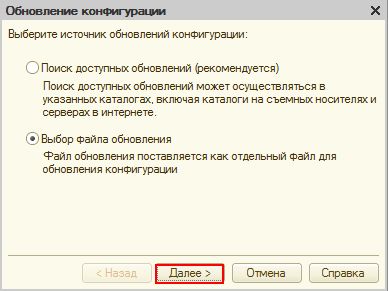 Обновление конфигурации
Выберите источник обновлений конфигурации:
Поиск доступных обновлений (рекомендуется)
Поиск доступных обновлений может осуществляться в
указанных каталогах, включая каталоги на съемных носителях и
серверах в интернете.
Выбор файла обновления
Файл обновления поставляется как отдельный файл для
обновления конфигурации
< Назад Далее > Отмена Справка